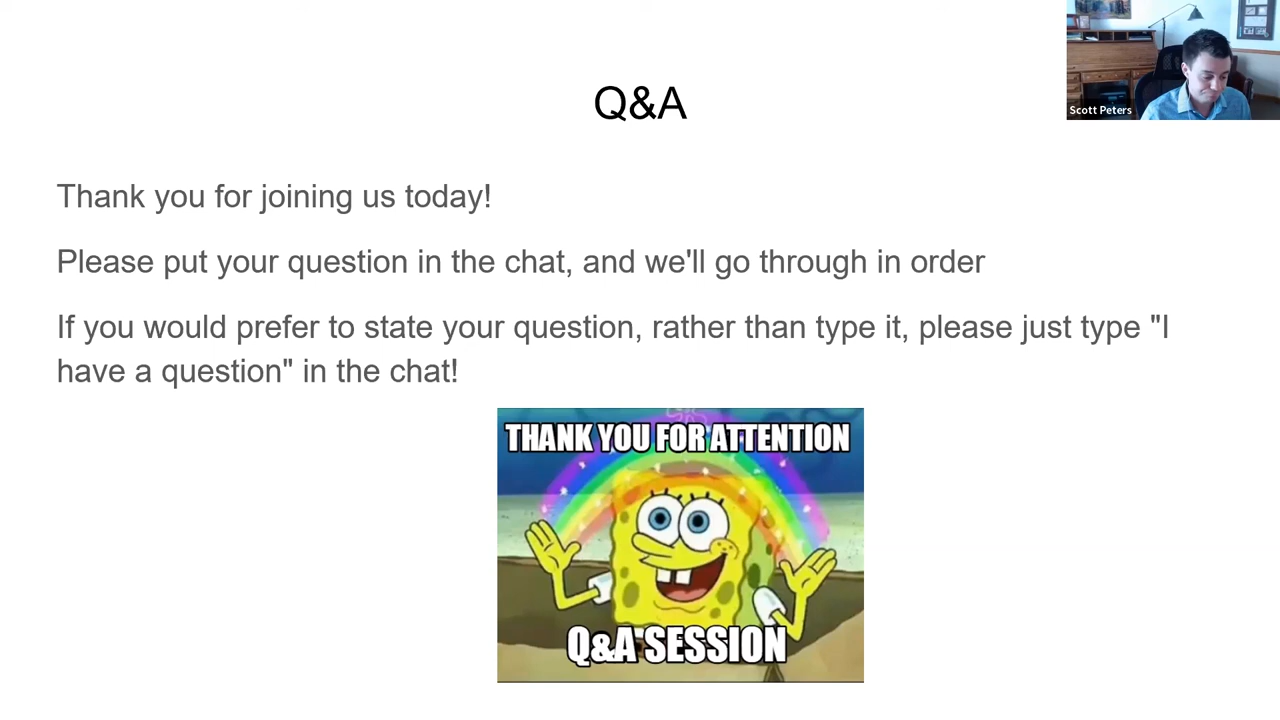 Q&A
Scott Peters
Thank you for joining us today!
Please put your question in the chat, and we'll go through in order
If you would prefer to state your question, rather than type it, please just type "I
have a question" in the chat!
THANK YOU FOR ATTENTION
Q&A SESSION